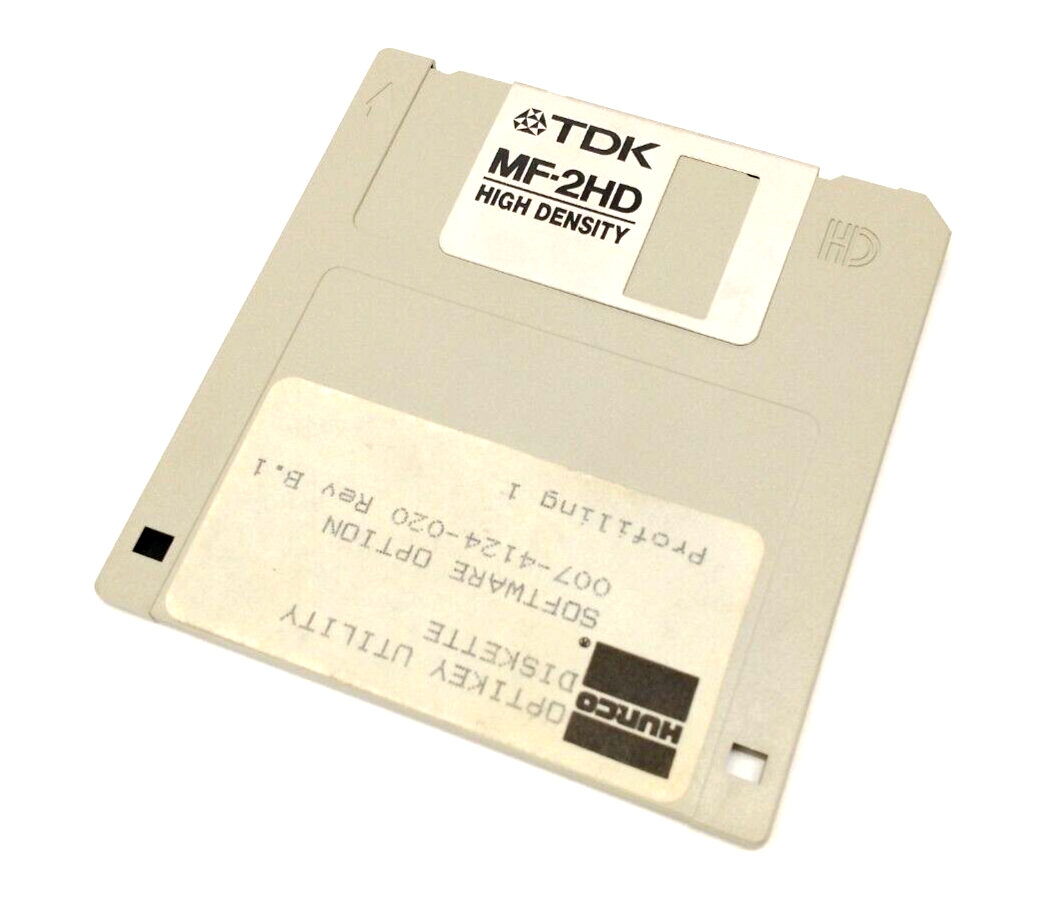 TDK
MF-2HD
HIGH DENSITY
HD
HURCO®
OPTIKEY UTILITY
DISKETTE
SOFTWARE OPTION
007-4124-020 Rev B.1
Profiling I